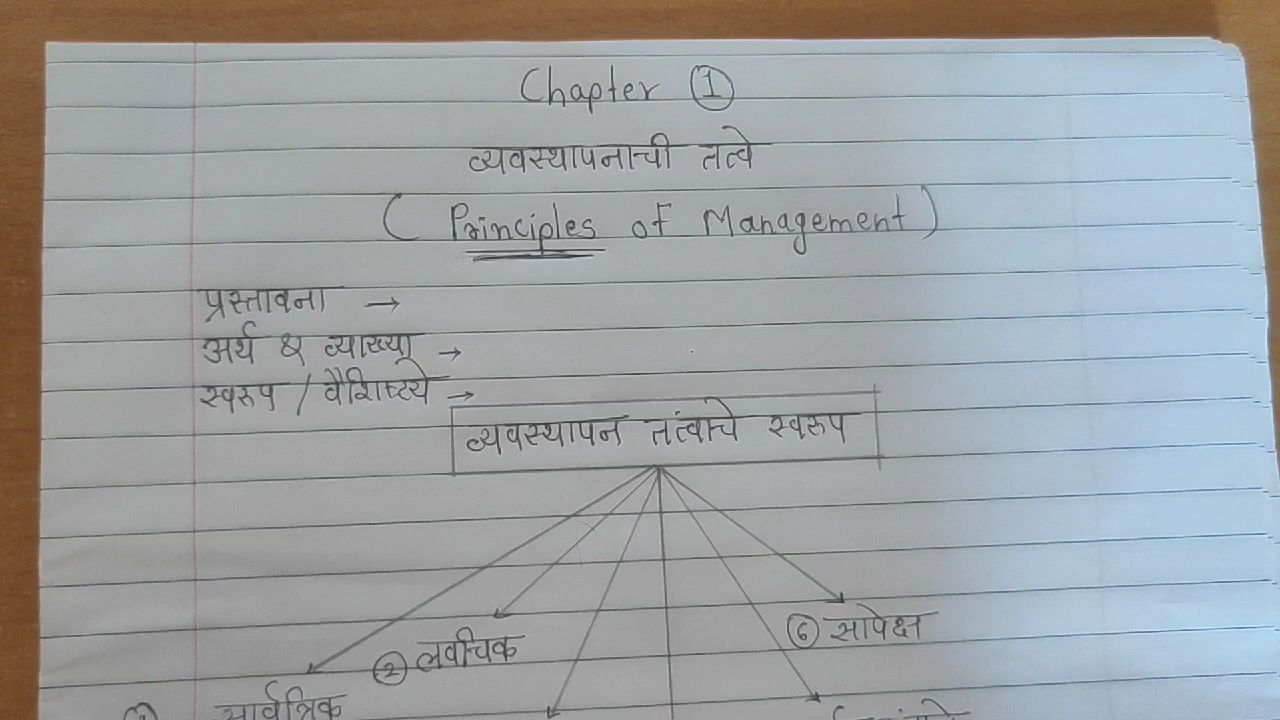 Chapter ①
व्यवस्थापनाची तत्वे
( Principles of Management )
प्रस्तावना →
अर्थ & व्याख्या →
स्वरूप / वैशिष्ट्ये →
व्यवस्थापन तत्वांचे स्वरूप
② लवचिक
⑥ सापेक्ष
सार्वत्रिक